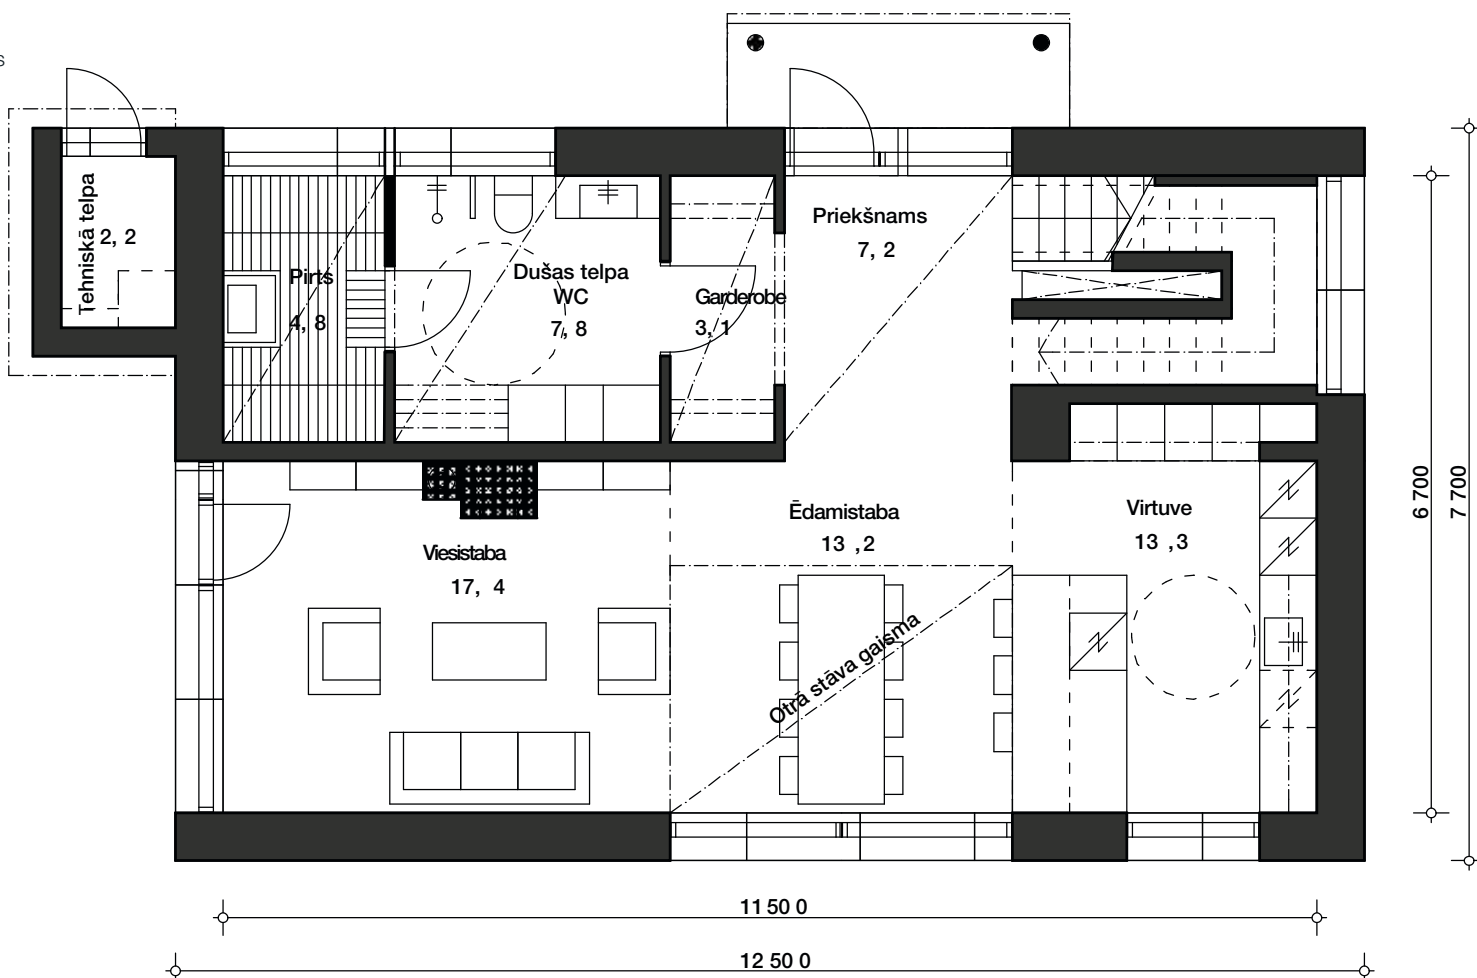 s
Tehniskā telpa
2, 2
Pirts
4, 8
Dušas telpa
WC
7, 8
Garderobe
3, 1
Priekšnams
7, 2
Viesistaba
17, 4
Ēdamistaba
13 ,2
Virtuve
13 ,3
Otrā stāva gaisma
6 700
7 700
11 50 0
12 50 0